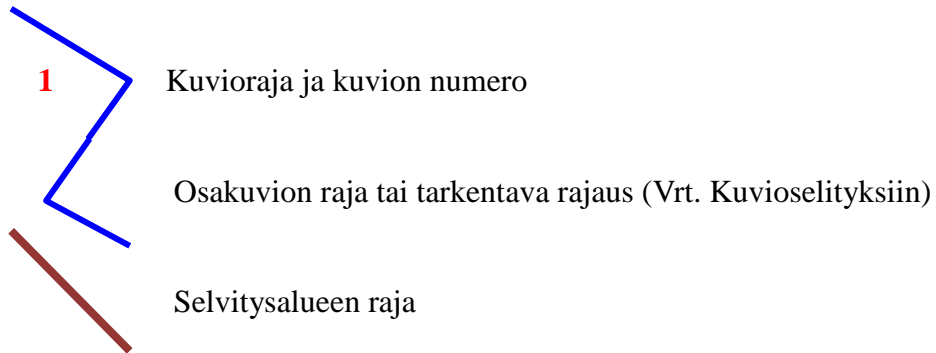 1 Kuvioraja ja kuvion numero
Osakuvion raja tai tarkentava rajaus (Vrt. Kuvioselityksiin)
Selvitysalueen raja